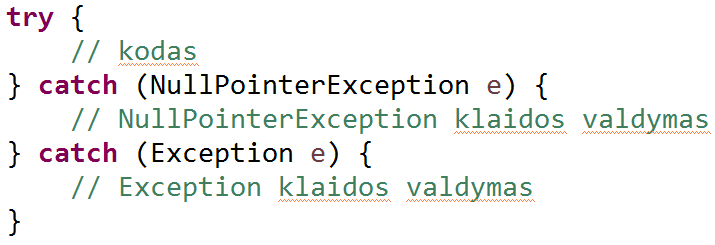 try {
    // kodas
} catch (NullPointerException e) {
    // NullPointerException klaidos valdymas
} catch (Exception e) {
    // Exception klaidos valdymas
}